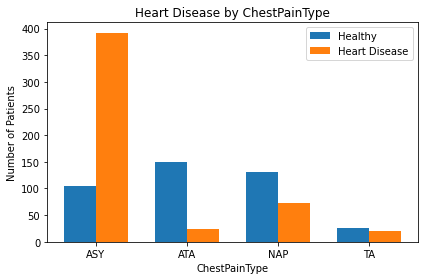 Heart Disease by ChestPainType
Healthy
Heart Disease
Number of Patients
400
350
300
250
200
150
100
50
0
ASY ATA NAP TA
ChestPainType